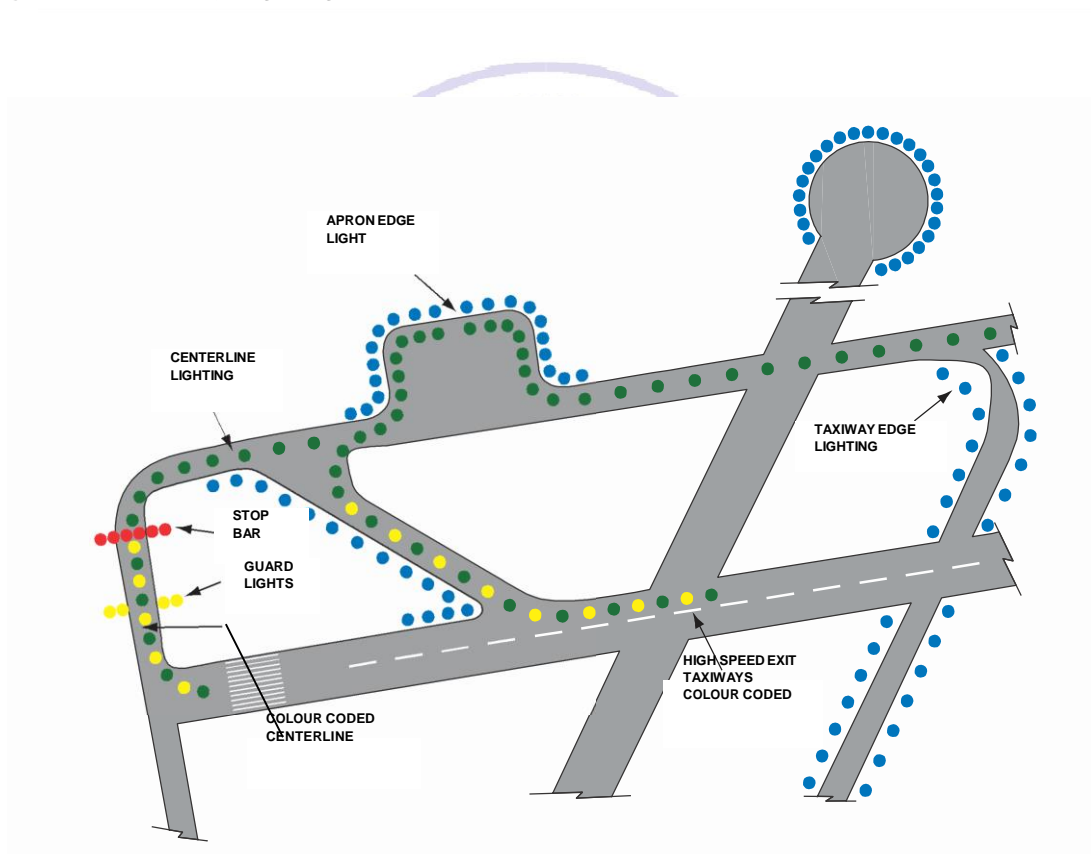 APRON EDGE
LIGHT
CENTERLINE
LIGHTING
TAXIWAY EDGE
LIGHTING
STOP
BAR
GUARD
LIGHTS
HIGH SPEED EXIT
TAXIWAYS
COLOUR CODED
COLOUR CODED
CENTERLINE